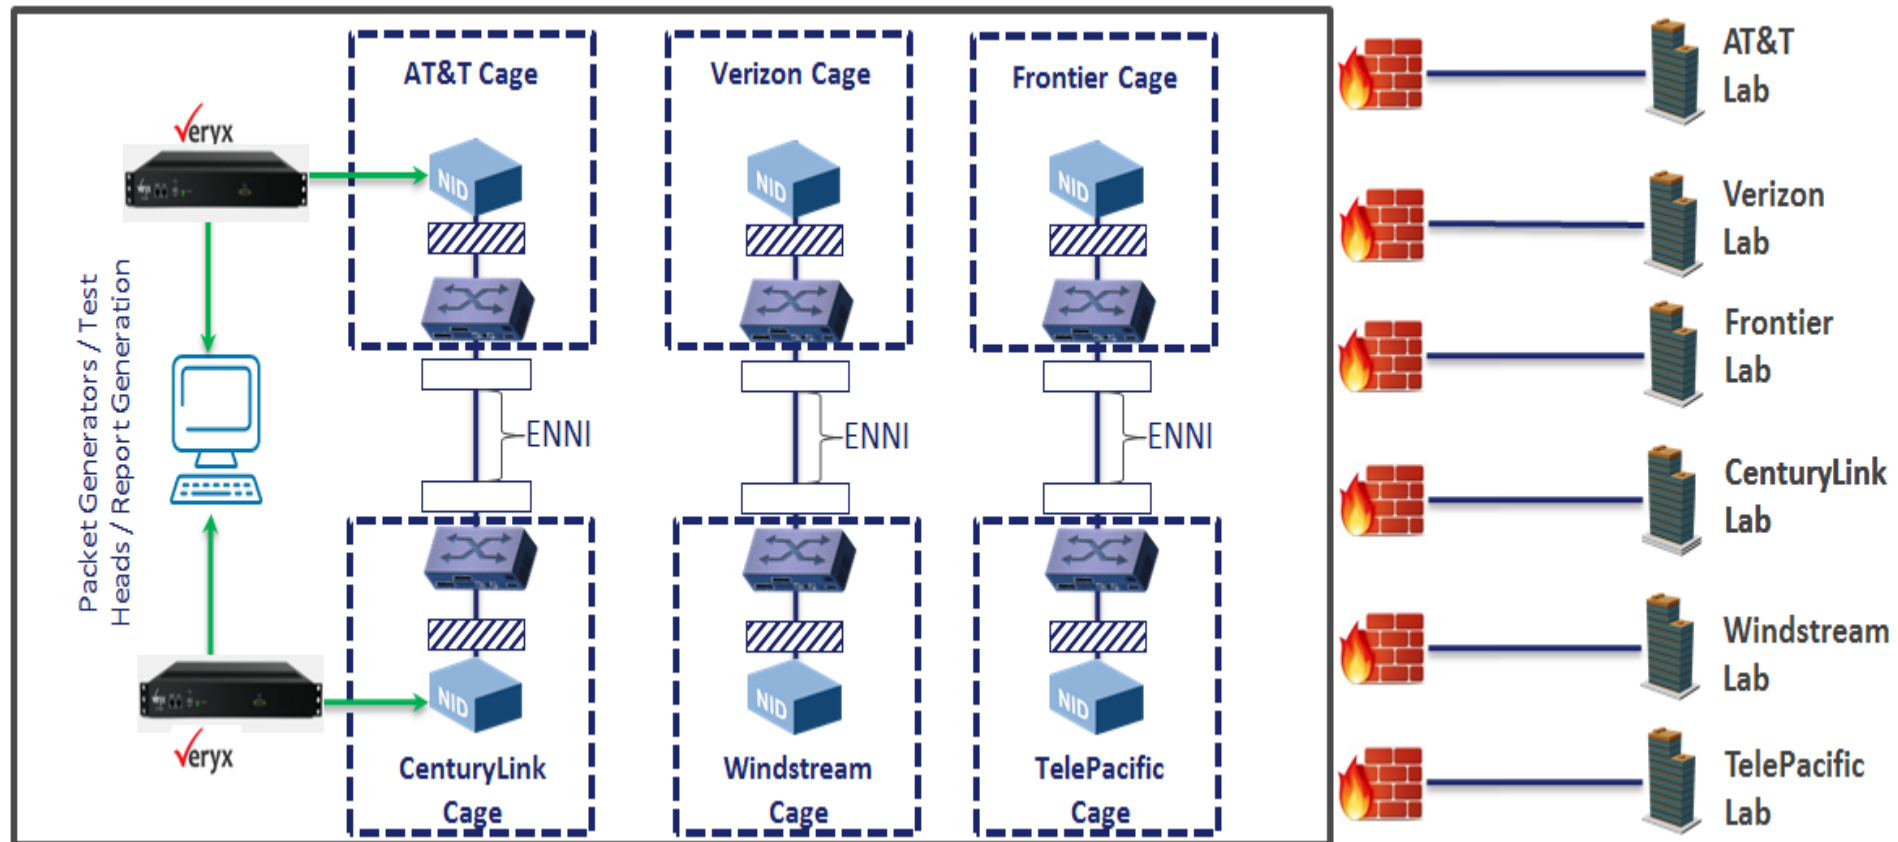 AT&T Cage
Verizon Cage
Frontier Cage
AT&T
Lab
Veryx
NID
NID
NID
Verizon
Lab
Packet Generators / Test
Heads / Report Generation
Frontier
Lab
ENNI
ENNI
ENNI
CenturyLink
Lab
Windstream
Lab
NID
NID
NID
Veryx
CenturyLink
Cage
Windstream
Cage
TelePacific
Cage
TelePacific
Lab